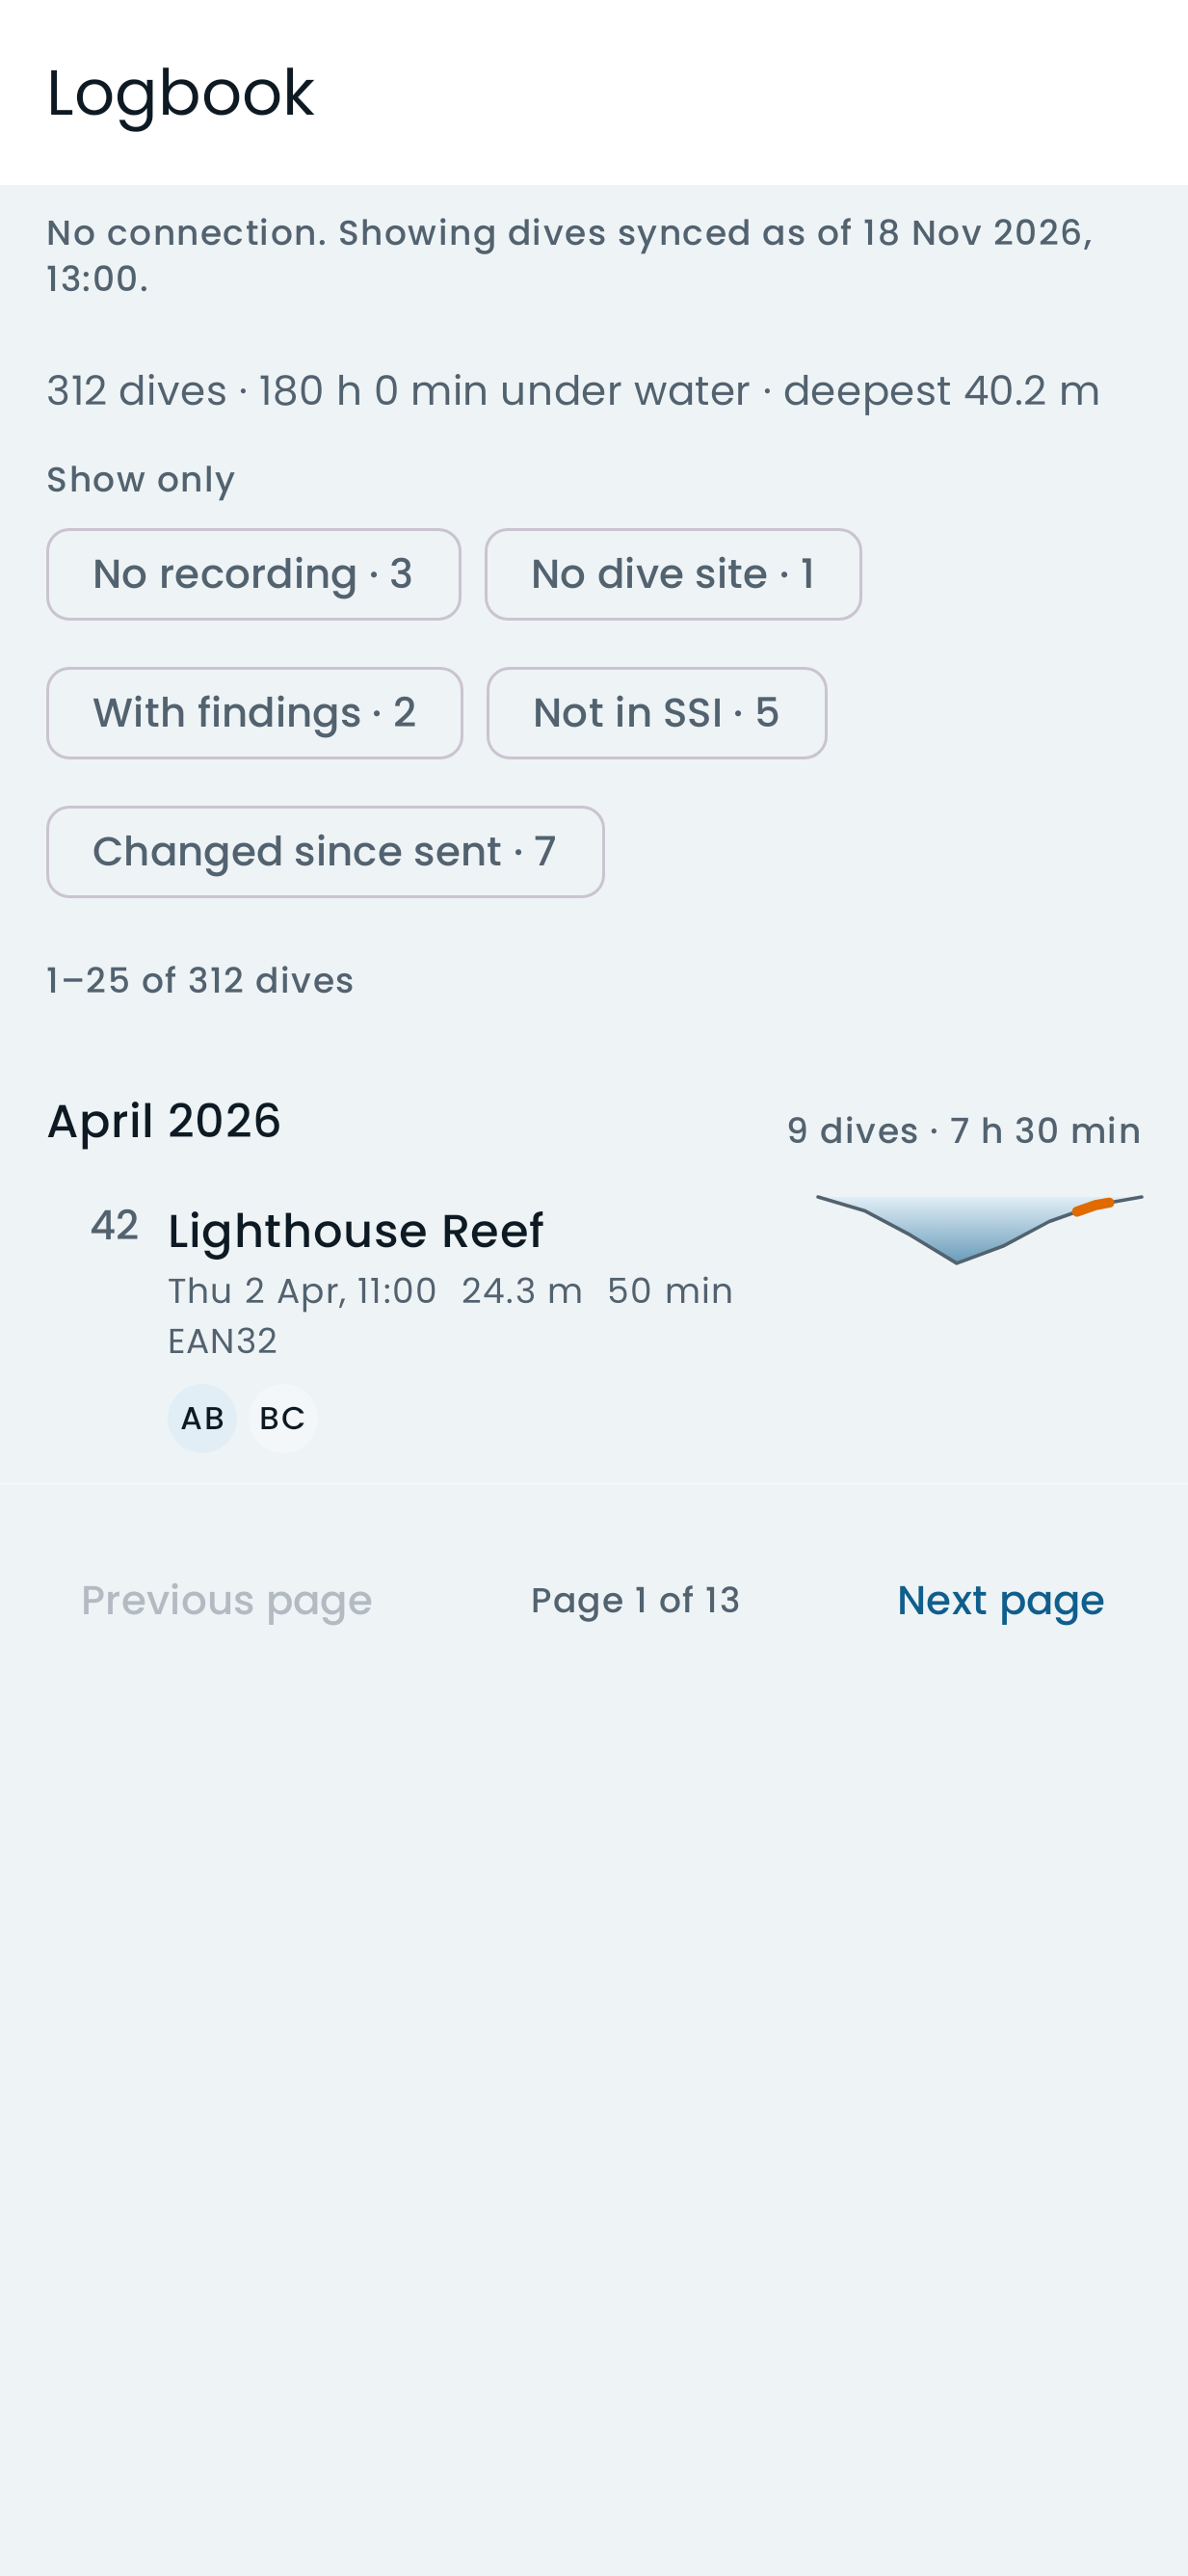 Logbook
No connection. Showing dives synced as of 18 Nov 2026,
13:00.
312 dives · 180 h 0 min under water · deepest 40.2 m
Show only
No recording · 3
No dive site · 1
With findings · 2
Not in SSI · 5
Changed since sent · 7
1–25 of 312 dives
April 2026
9 dives · 7 h 30 min
42
Lighthouse Reef
Thu 2 Apr, 11:00 24.3 m 50 min
EAN32
AB BC
Previous page
Page 1 of 13
Next page